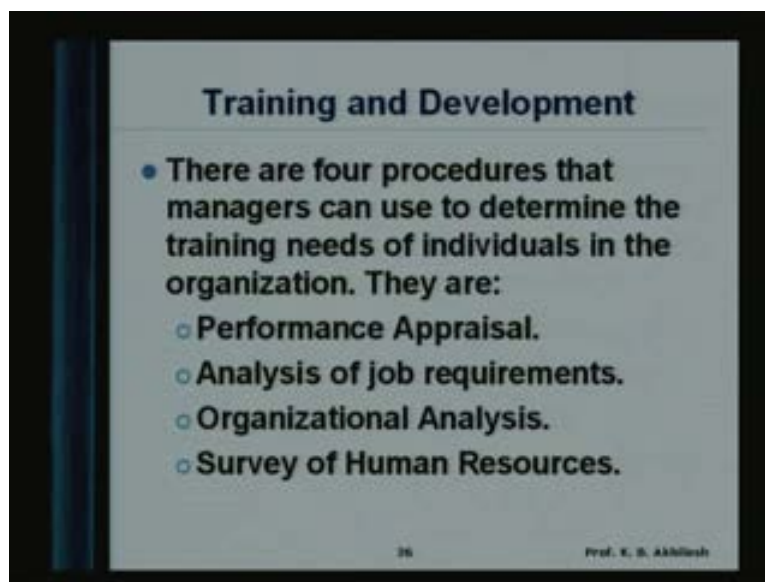 Training and Development
There are four procedures that
managers can use to determine the
training needs of individuals in the
organization. They are:
Performance Appraisal.
Analysis of job requirements.
Organizational Analysis.
Survey of Human Resources.
26 Prof. K. B. Akhilesh